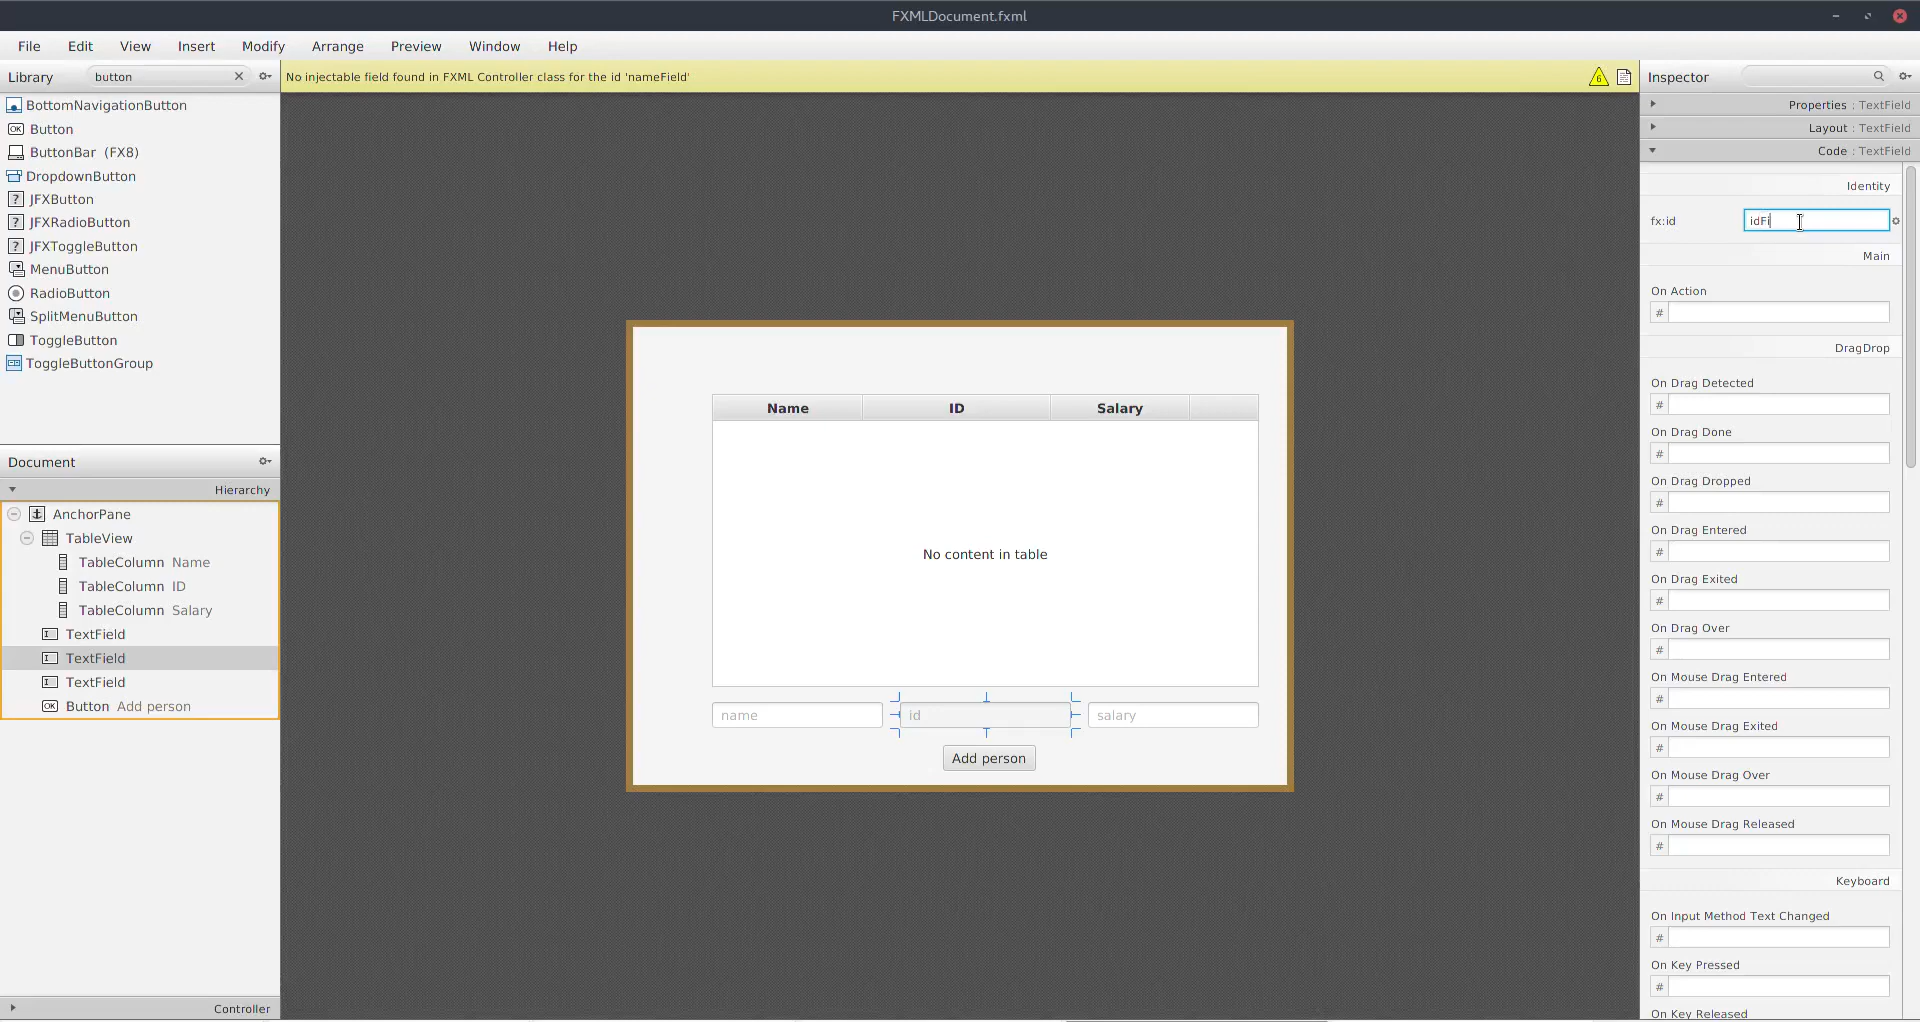 FXMLDocument.fxml
File Edit View Insert Modify Arrange Preview Window Help
Library button
No injectable field found in FXML Controller class for the id 'nameField'
6
Inspector
BottomNavigationButton
OK Button
ButtonBar (FX8)
DropdownButton
? JFXButton
? JFXRadioButton
? JFXToggleButton
MenuButton
RadioButton
SplitMenuButton
ToggleButton
ToggleButtonGroup
Document
Hierarchy
AnchorPane
TableView
TableColumn Name
TableColumn ID
TableColumn Salary
TextField
TextField
TextField
OK Button Add person
Controller
Name ID Salary
No content in table
name id salary
Add person
Properties : TextField
Layout : TextField
Code : TextField
Identity
fx:id idFi
Main
On Action
#
DragDrop
On Drag Detected
#
On Drag Done
#
On Drag Dropped
#
On Drag Entered
#
On Drag Exited
#
On Drag Over
#
On Mouse Drag Entered
#
On Mouse Drag Exited
#
On Mouse Drag Over
#
On Mouse Drag Released
#
Keyboard
On Input Method Text Changed
#
On Key Pressed
#
On Key Released